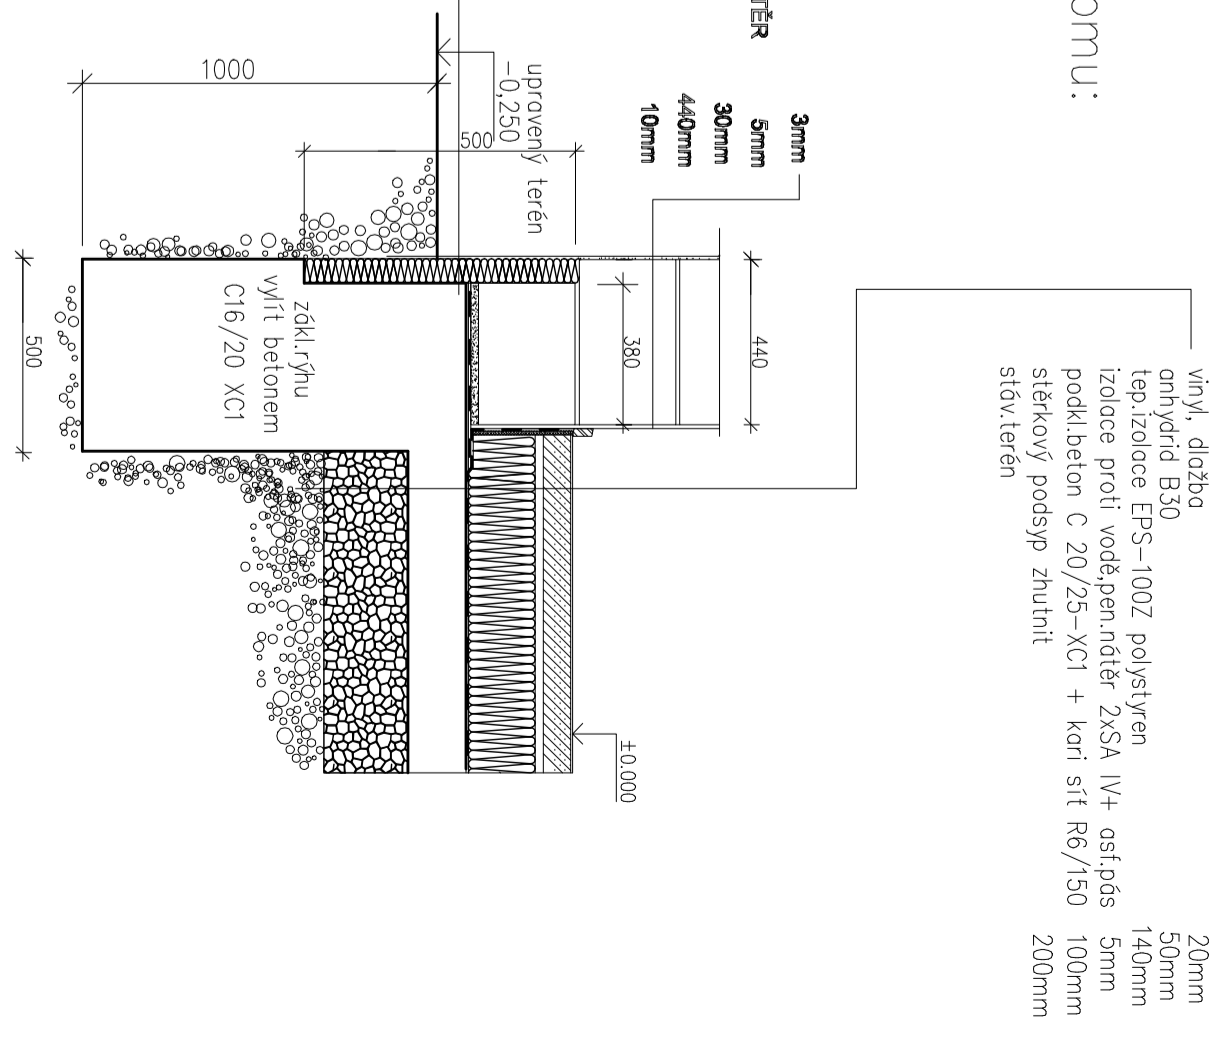 omu:
TĚR
3mm
5mm
30mm
440mm
10mm
vinyl, dlažba 20mm
anhydrid B30 50mm
tep.izolace EPS-100Z polystyren 140mm
izolace proti vodě,pen.nátěr 2xSA IV+ asf.pás 5mm
podkl.beton C 20/25-XC1 + kari síť R6/150 100mm
stěrkový podsyp zhutnit 200mm
stáv.terén
440
380
±0.000
upravený terén
-0,250
500
1000
zákl.rýhu
vylít betonem
C16/20 XC1
500